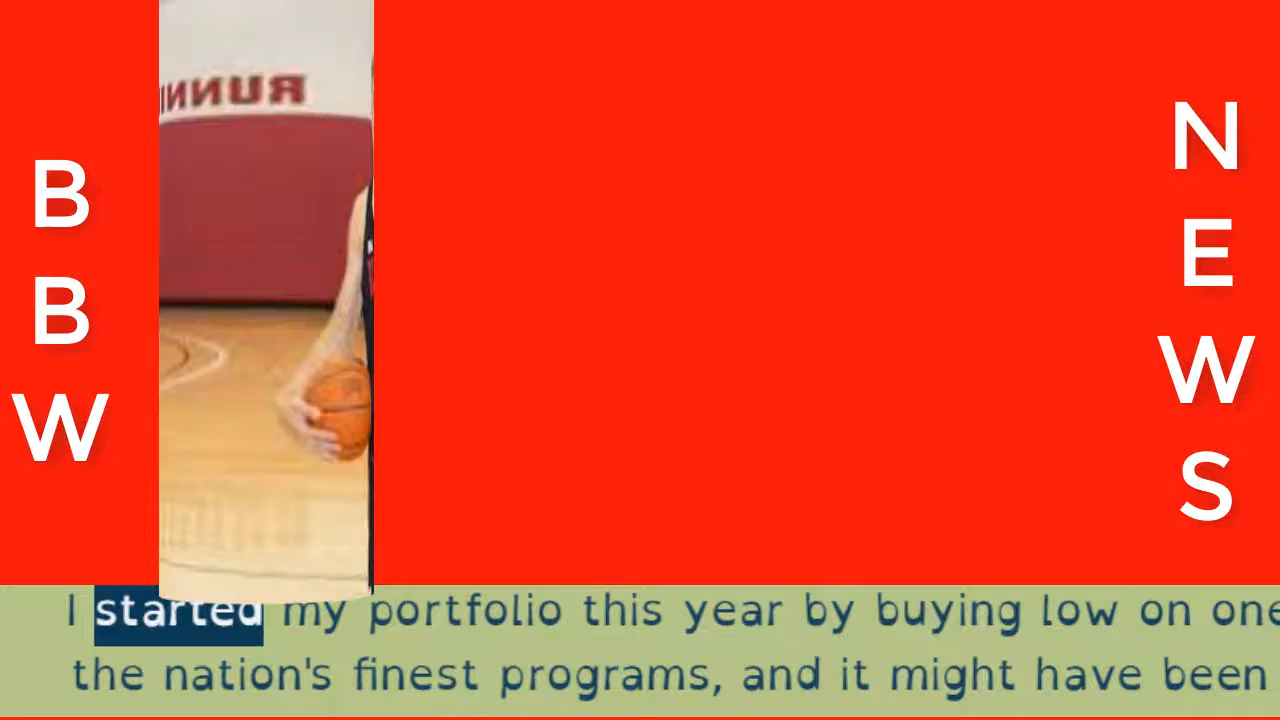 B
B
W
N
E
W
S
I started my portfolio this year by buying low on one
the nation's finest programs, and it might have been